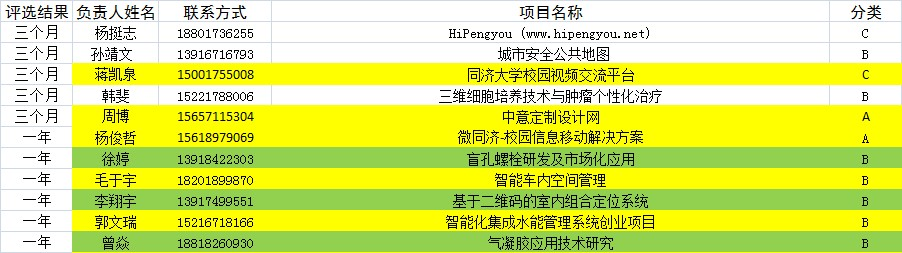 评选结果 负责人姓名 联系方式 项目名称 分类
三个月 杨挺志 18801736255 HiPengyou (www.hipengyou.net) C
三个月 孙靖文 13916716793 城市安全公共地图 B
三个月 蒋凯泉 15001755008 同济大学校园视频交流平台 C
三个月 韩斐 15221788006 三维细胞培养技术与肿瘤个性化治疗 B
三个月 周博 15657115304 中意定制设计网 A
一年 杨俊哲 15618979069 微同济-校园信息移动解决方案 A
一年 徐婷 13918422303 盲孔螺栓研发及市场化应用 B
一年 毛于宇 18201899870 智能车内空间管理 B
一年 李翔宇 13917499551 基于二维码的室内组合定位系统 B
一年 郭文瑞 15216718166 智能化集成水能管理系统创业项目 B
一年 曾焱 18818260930 气凝胶应用技术研究 B